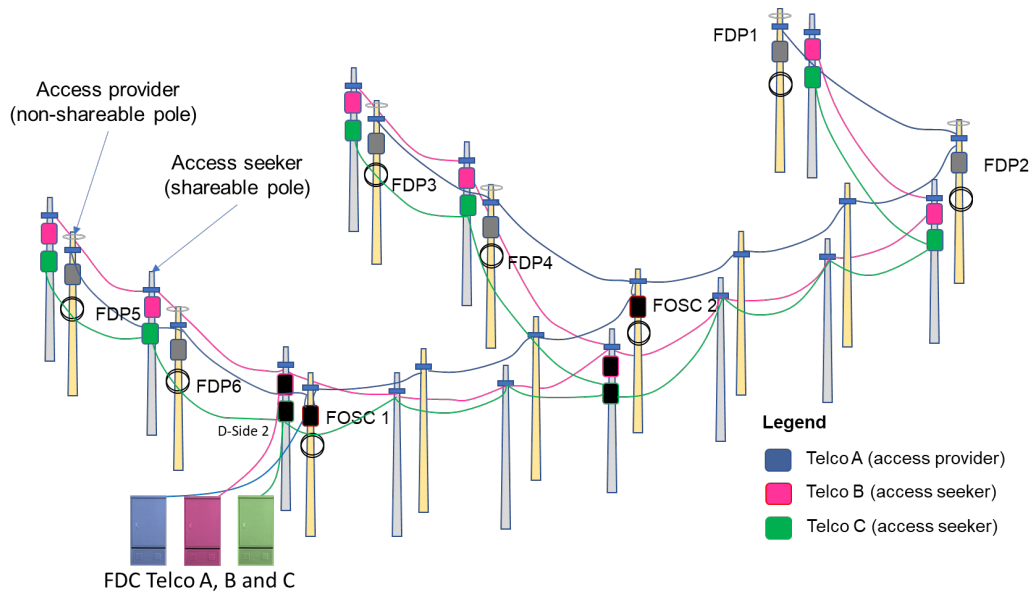 FDP1
Access provider
(non-shareable pole)
Access seeker
(shareable pole)
FDP2
FDP3
FDP4
FDP5
FOSC 2
FDP6
FOSC 1
D-Side 2
Legend
Telco A (access provider)
Telco B (access seeker)
Telco C (access seeker)
FDC Telco A, B and C